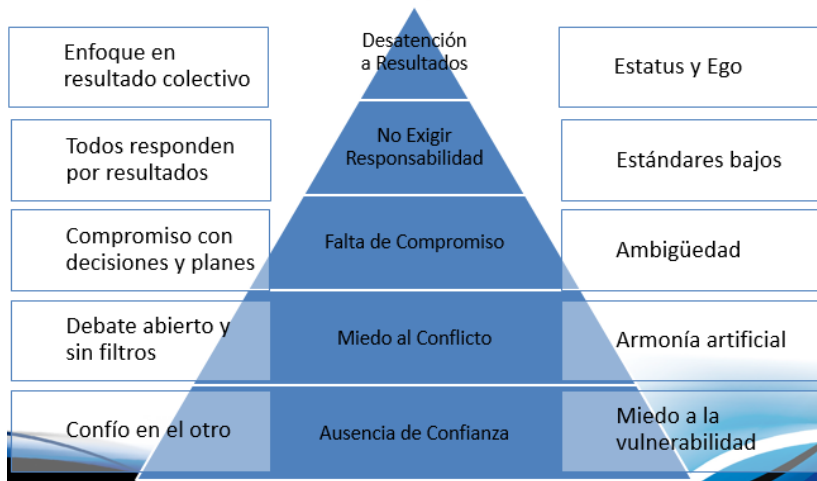 Enfoque en
resultado colectivo
Desatención
a Resultados
Estatus y Ego
Todos responden
por resultados
No Exigir
Responsabilidad
Estándares bajos
Compromiso con
decisiones y planes
Falta de Compromiso
Ambigüedad
Debate abierto y
sin filtros
Miedo al Conflicto
Armonía artificial
Confío en el otro
Ausencia de Confianza
Miedo a la
vulnerabilidad